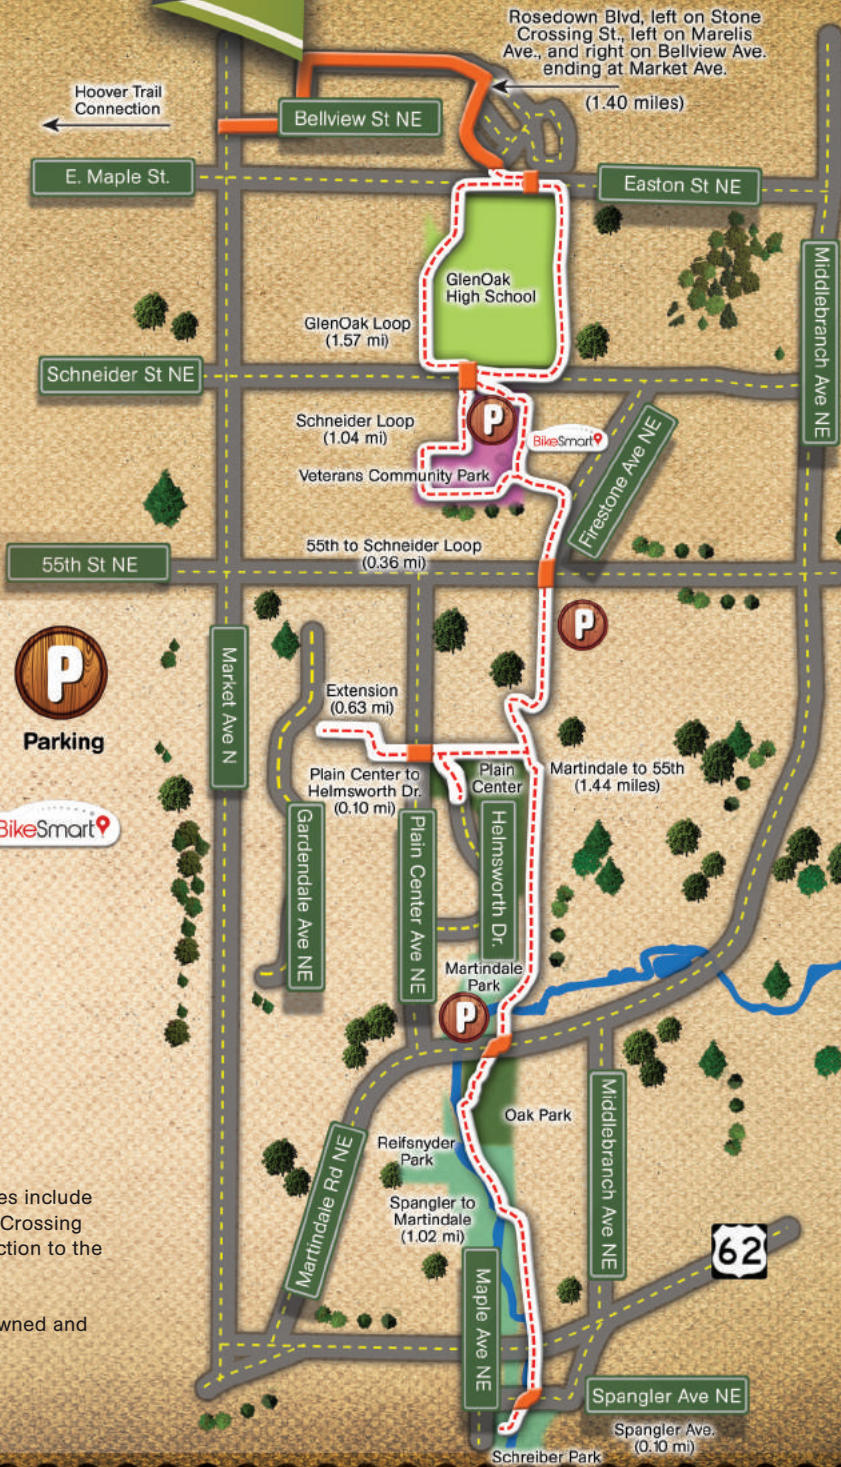 Rosedown Blvd, left on Stone
Crossing St., left on Marelis
Ave., and right on Bellview Ave.
ending at Market Ave.
(1.40 miles)
Hoover Trail
Connection
Bellview St NE
E. Maple St.
Easton St NE
Middlebranch Ave NE
GlenOak
High School
GlenOak Loop
(1.57 mi)
Schneider St NE
P
Schneider Loop
(1.04 mi)
BikeSmart
Firestone Ave NE
Veterans Community Park
55th to Schneider Loop
(0.36 mi)
55th St NE
P
P
Parking
Market Ave N
Extension
(0.63 mi)
Plain Center to
Helmsworth Dr.
(0.10 mi)
Plain
Center
Martindale to 55th
(1.44 miles)
BikeSmart
Gardendale Ave NE
Plain Center Ave NE
Helmsworth Dr.
Martindale
Park
P
Oak Park
Middlebranch Ave NE
Reifsnyder
Park
Martindale Rd NE
Spangler to
Martindale
(1.02 mi)
es include
Crossing
ction to the
wned and
62
Maple Ave NE
Spangler Ave NE
Spangler Ave.
(0.10 mi)
Schreiber Park